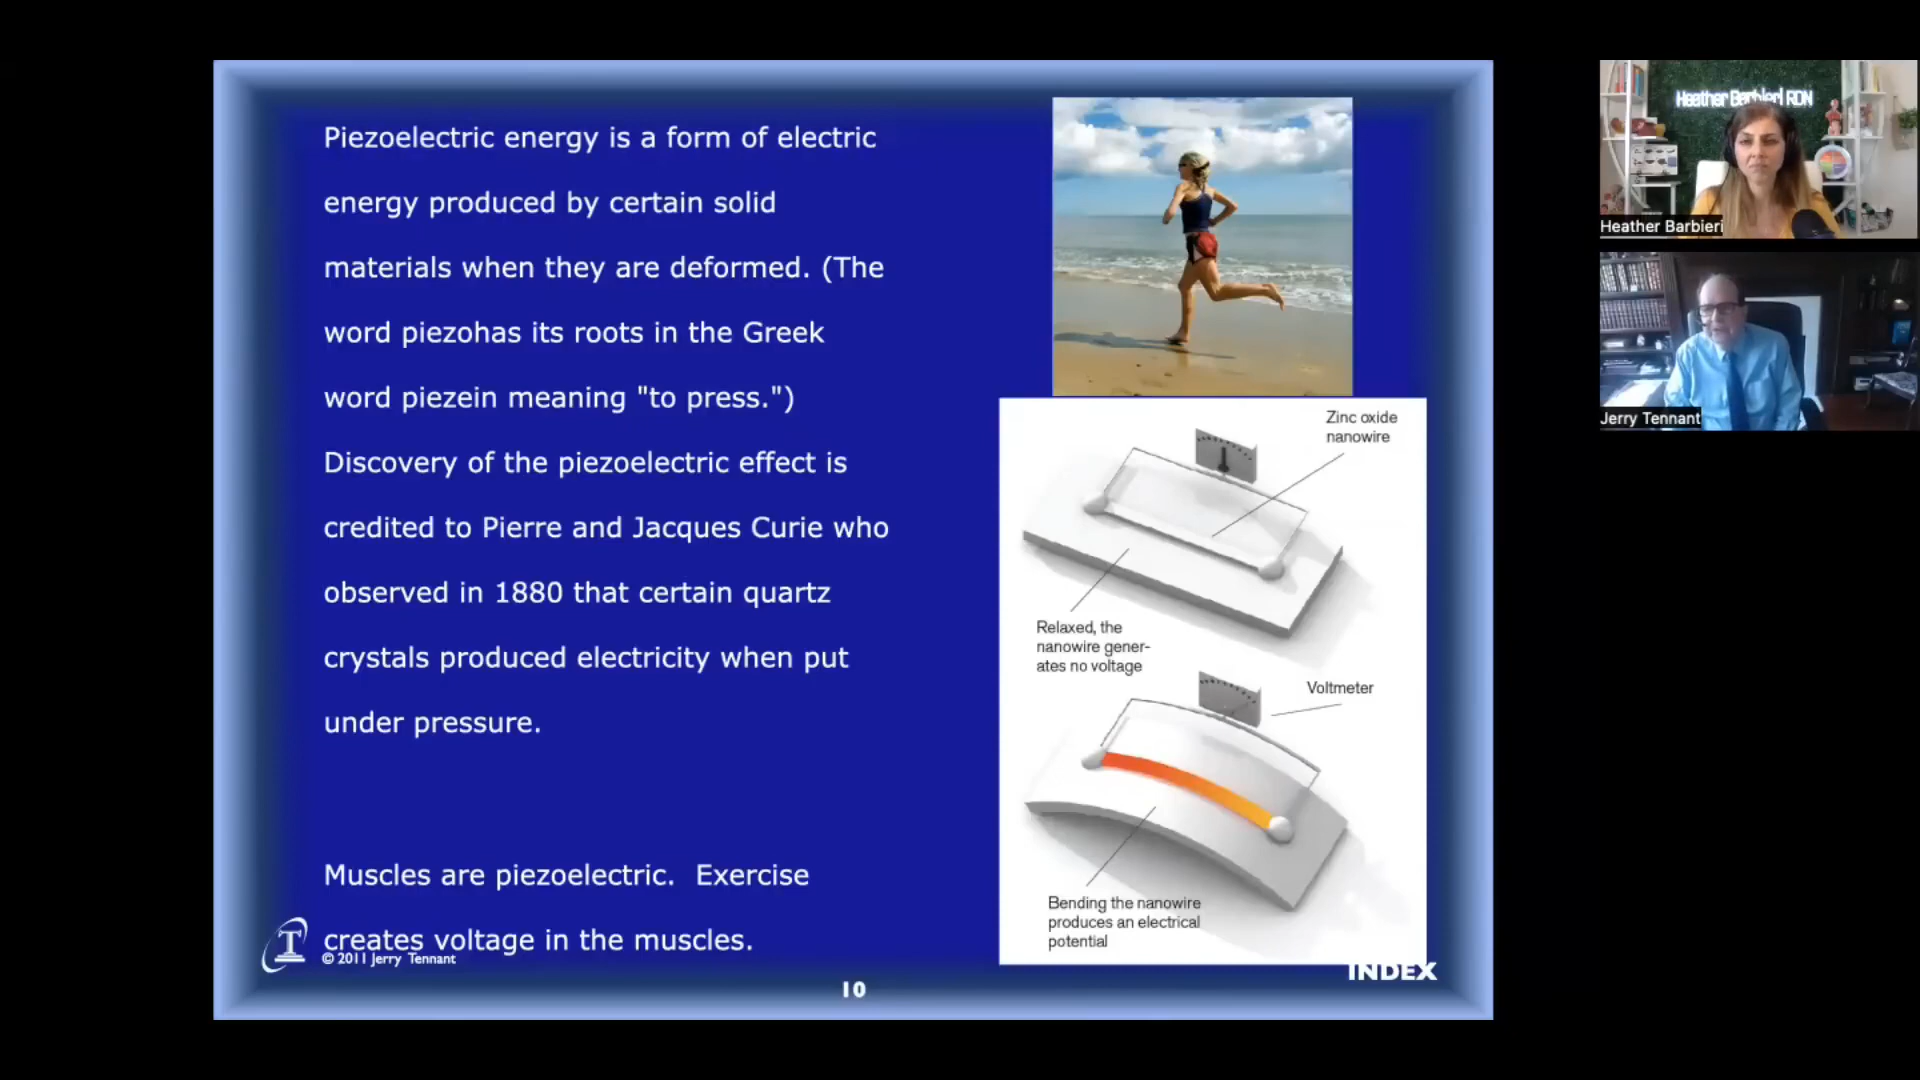 Piezoelectric energy is a form of electric
energy produced by certain solid
materials when they are deformed. (The
word piezohas its roots in the Greek
word piezein meaning "to press.")
Discovery of the piezoelectric effect is
credited to Pierre and Jacques Curie who
observed in 1880 that certain quartz
crystals produced electricity when put
under pressure.
Muscles are piezoelectric. Exercise
creates voltage in the muscles.
T
© 2011 Jerry Tennant
10
Zinc oxide
nanowire
Relaxed, the
nanowire gener-
ates no voltage
Voltmeter
Bending the nanowire
produces an electrical
potential
INDEX
Heather Barbieri RDN
Heather Barbieri
Jerry Tennant